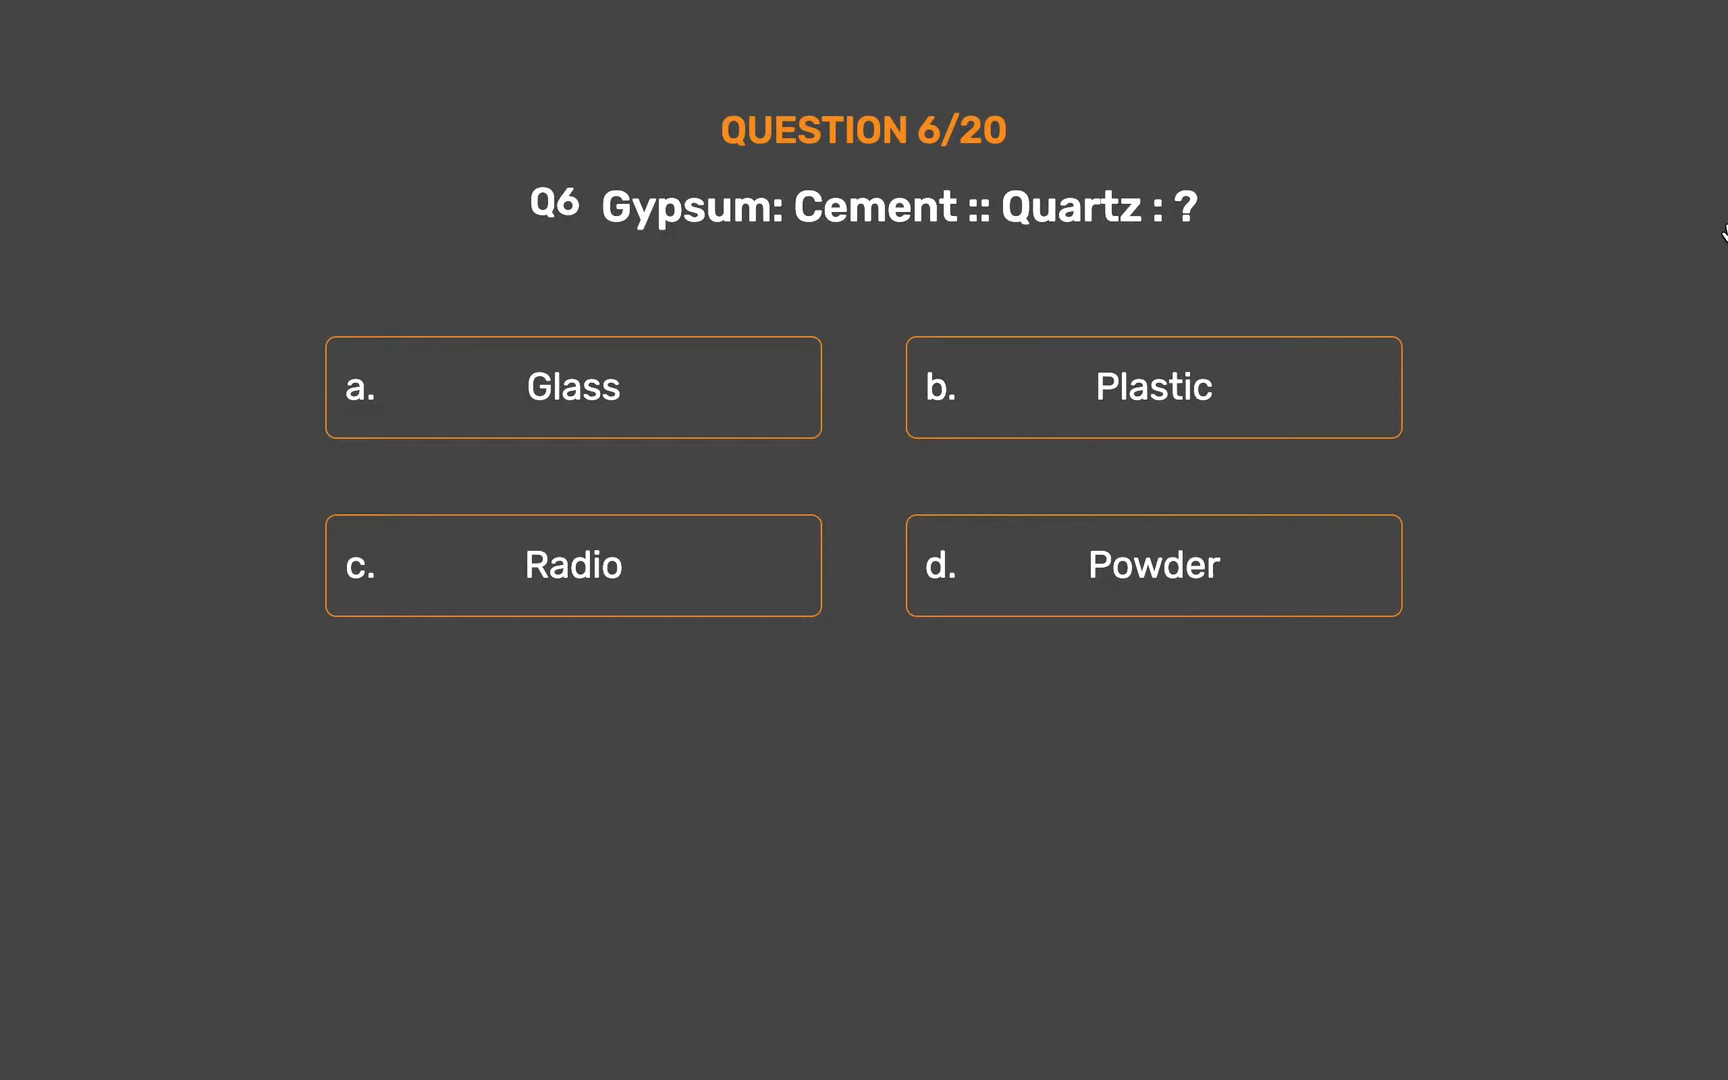 QUESTION 6/20
Q6 Gypsum: Cement :: Quartz : ?
a. Glass
b. Plastic
c. Radio
d. Powder